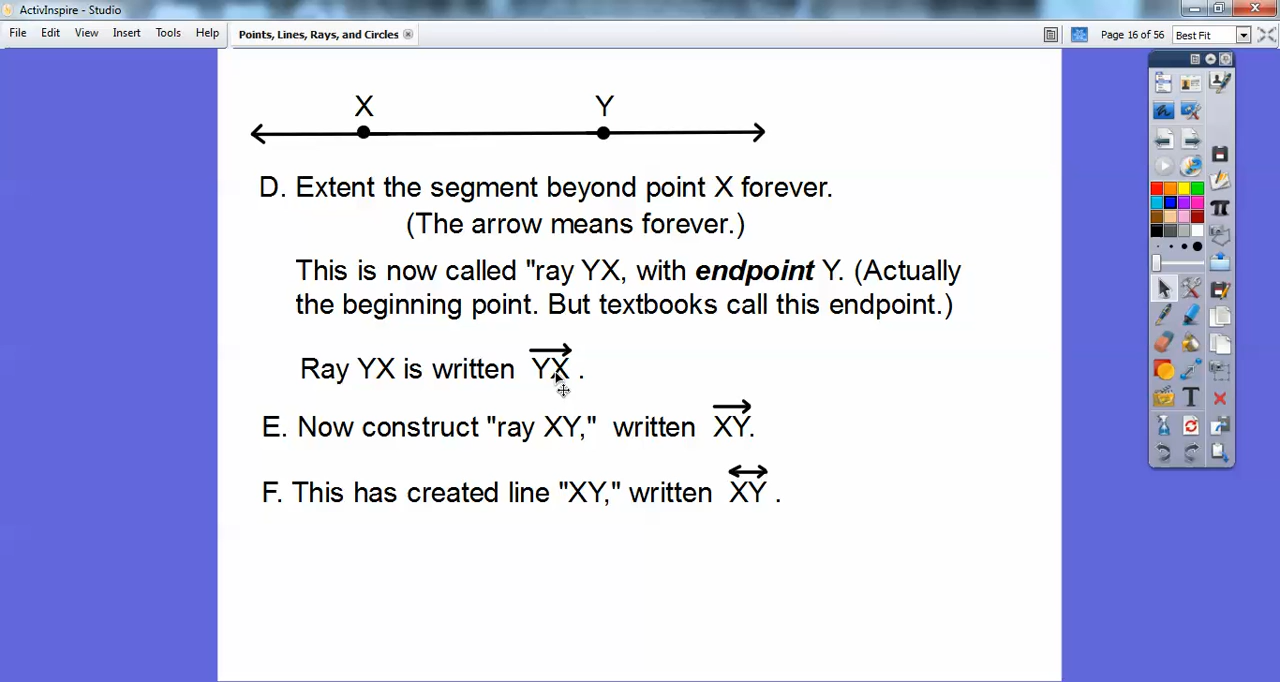 ActivInspire - Studio
File Edit View Insert Tools Help
Points, Lines, Rays, and Circles
Page 16 of 56
Best Fit
X Y
D. Extent the segment beyond point X forever.
(The arrow means forever.)
This is now called "ray YX, with endpoint Y. (Actually
the beginning point. But textbooks call this endpoint.)
Ray YX is written YX .
E. Now construct "ray XY," written XY.
F. This has created line "XY," written XY .